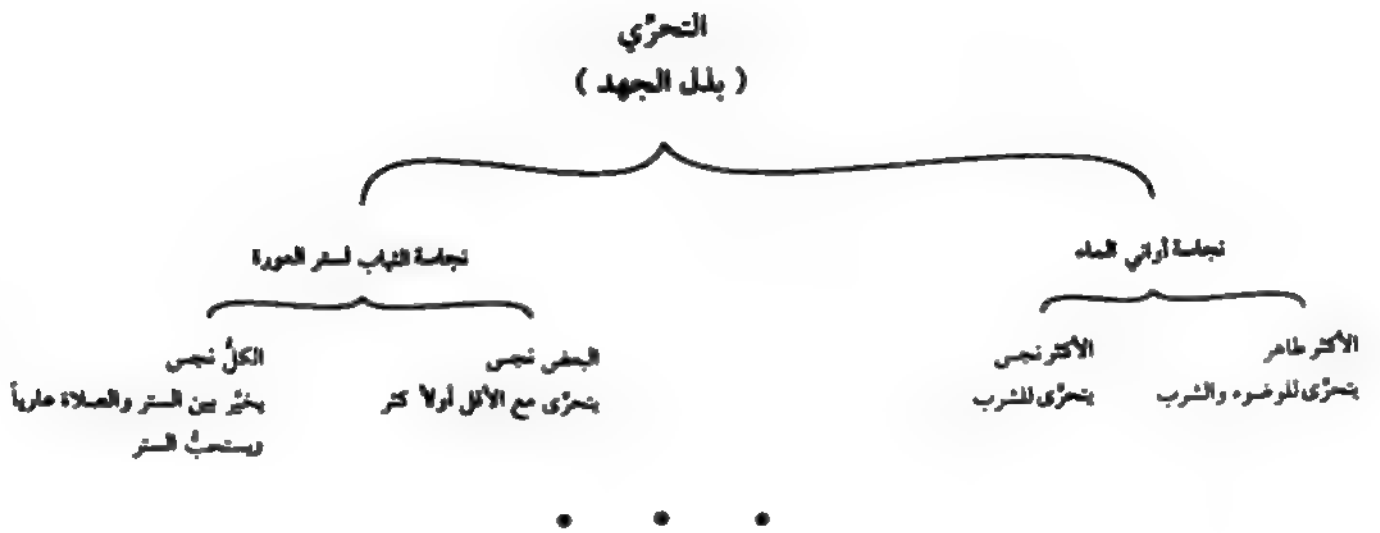 التحرّي
( بذل الجهد )
نجاسة أواني الماء
نجاسة الثياب لستر العورة
الأكثر طاهر
يتحرّى للوضوء والشرب
الأكثر نجس
يتحرّى للشرب
البعض نجس
يتحرّى مع الأقل أولاً كثر
الكلُّ نجس
يخيَّر بين الستر والصلاة عارياً
ويستحبُّ الستر